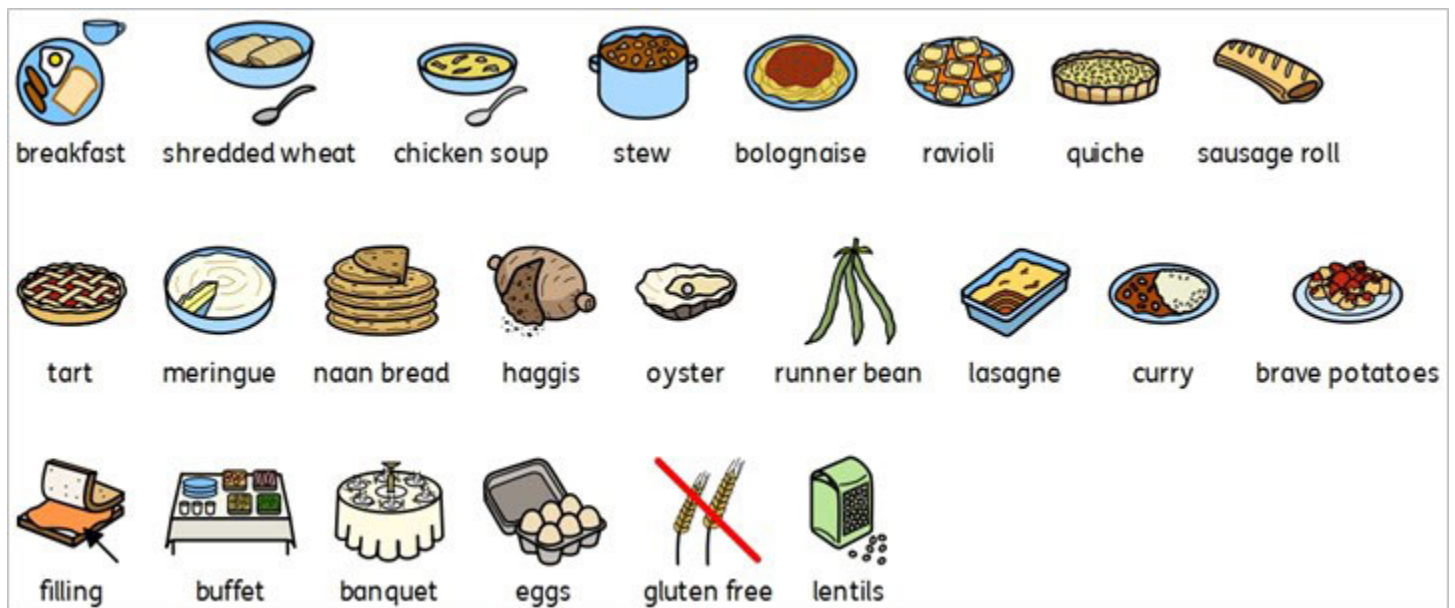 breakfast shredded wheat chicken soup stew bolognaise ravioli quiche sausage roll
tart meringue naan bread haggis oyster runner bean lasagne curry brave potatoes
filling buffet banquet eggs gluten free lentils